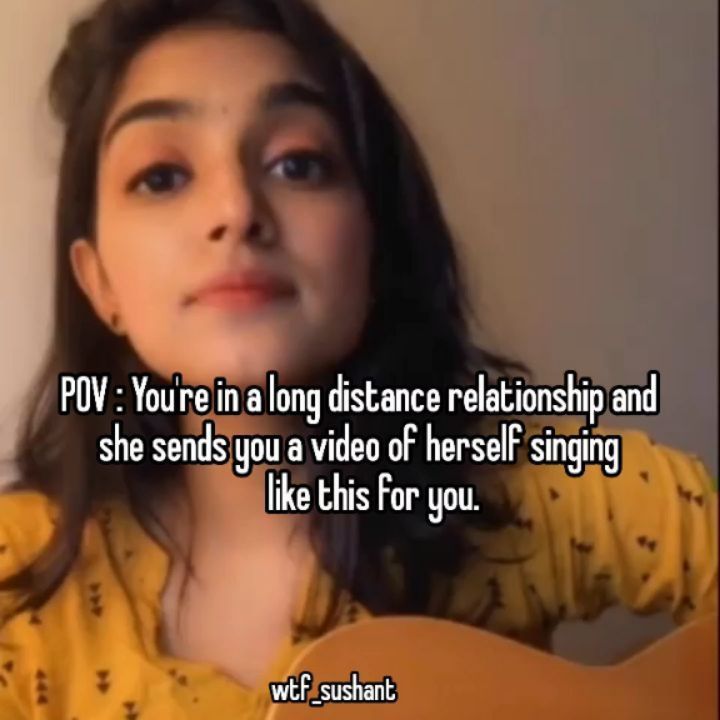 POV : You're in a long distance relationship and
she sends you a video of herself singing
like this for you.
wtf_sushant